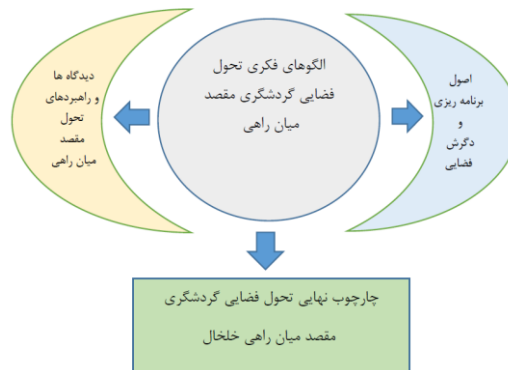 الگوهای فکری تحول
فضایی گردشگری مقصد
میان راهی
اصول
برنامه ریزی
و
دگرش
فضایی
دیدگاه ها
و راهبردهای
تحول
مقصد
میان راهی
چارچوب نهایی تحول فضایی گردشگری
مقصد میان راهی خلخال